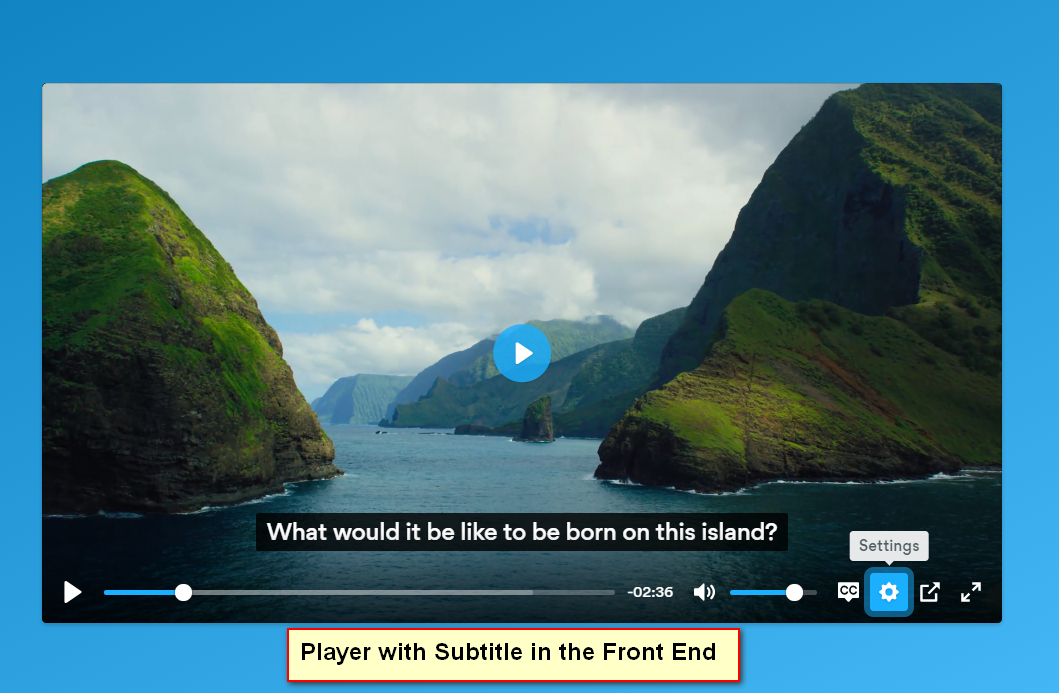 What would it be like to be born on this island?
Settings
-02:36
CC
Player with Subtitle in the Front End